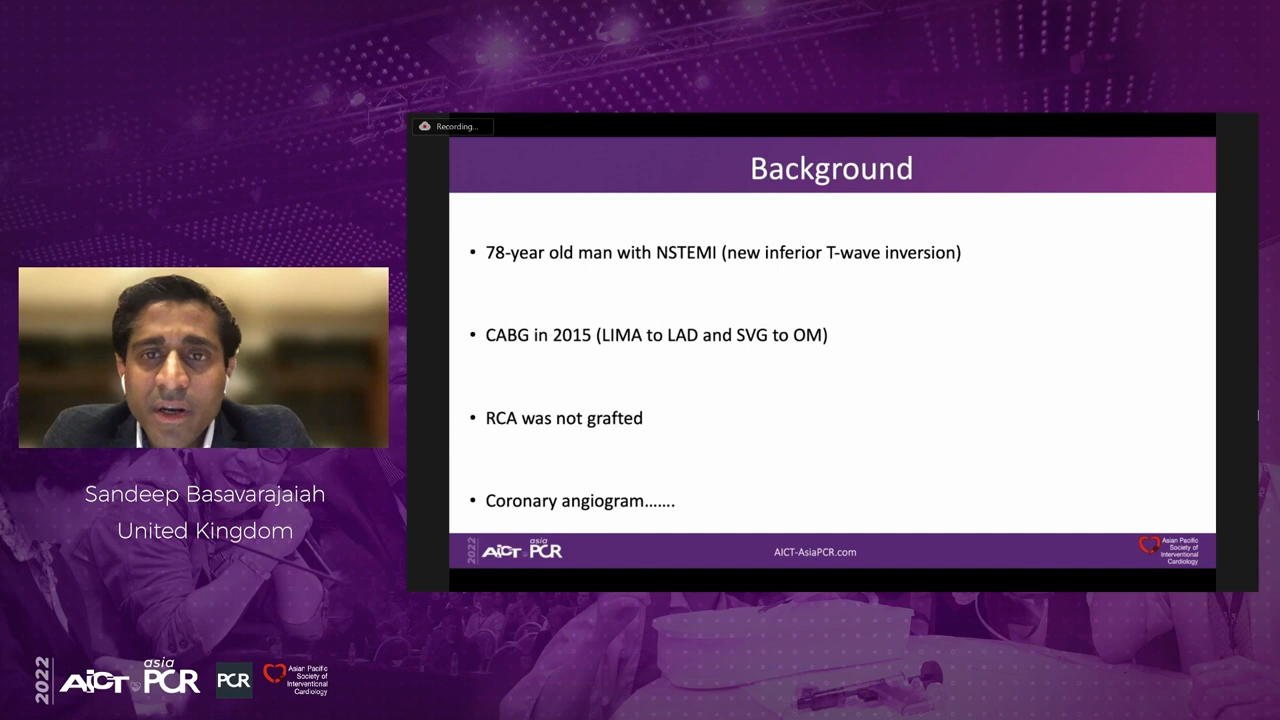 Recording...
Background
• 78-year old man with NSTEMI (new inferior T-wave inversion)
• CABG in 2015 (LIMA to LAD and SVG to OM)
• RCA was not grafted
• Coronary angiogram…….
2022 AICT asia PCR
AICT-AsiaPCR.com
Asian Pacific
Society of
Interventional
Cardiology
Sandeep Basavarajaiah
United Kingdom
2022 AICT asia PCR
PCR
Asian Pacific
Society of
Interventional
Cardiology